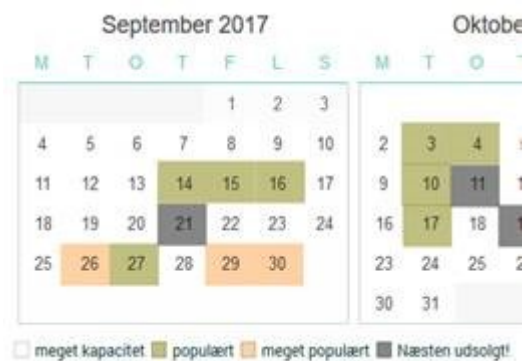 September 2017
M T O T F L S
1 2 3
4 5 6 7 8 9 10
11 12 13 14 15 16 17
18 19 20 21 22 23 24
25 26 27 28 29 30
M T O
2 3 4
9 10 11
16 17 18
23 24 25
30 31
meget kapacitet populært meget populært Næsten udsolgt!